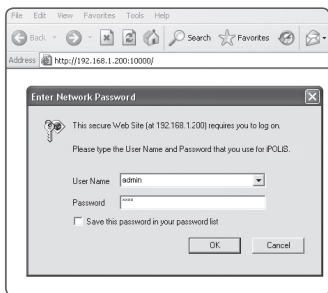 File Edit View Favorites Tools Help
Back Search Favorites
Address http://192.168.1.200:10000/
Enter Network Password
This secure Web Site (at 192.168.1.200) requires you to log on.
Please type the User Name and Password that you use for iPOLiS.
User Name admin
Password ****
Save this password in your password list
OK Cancel